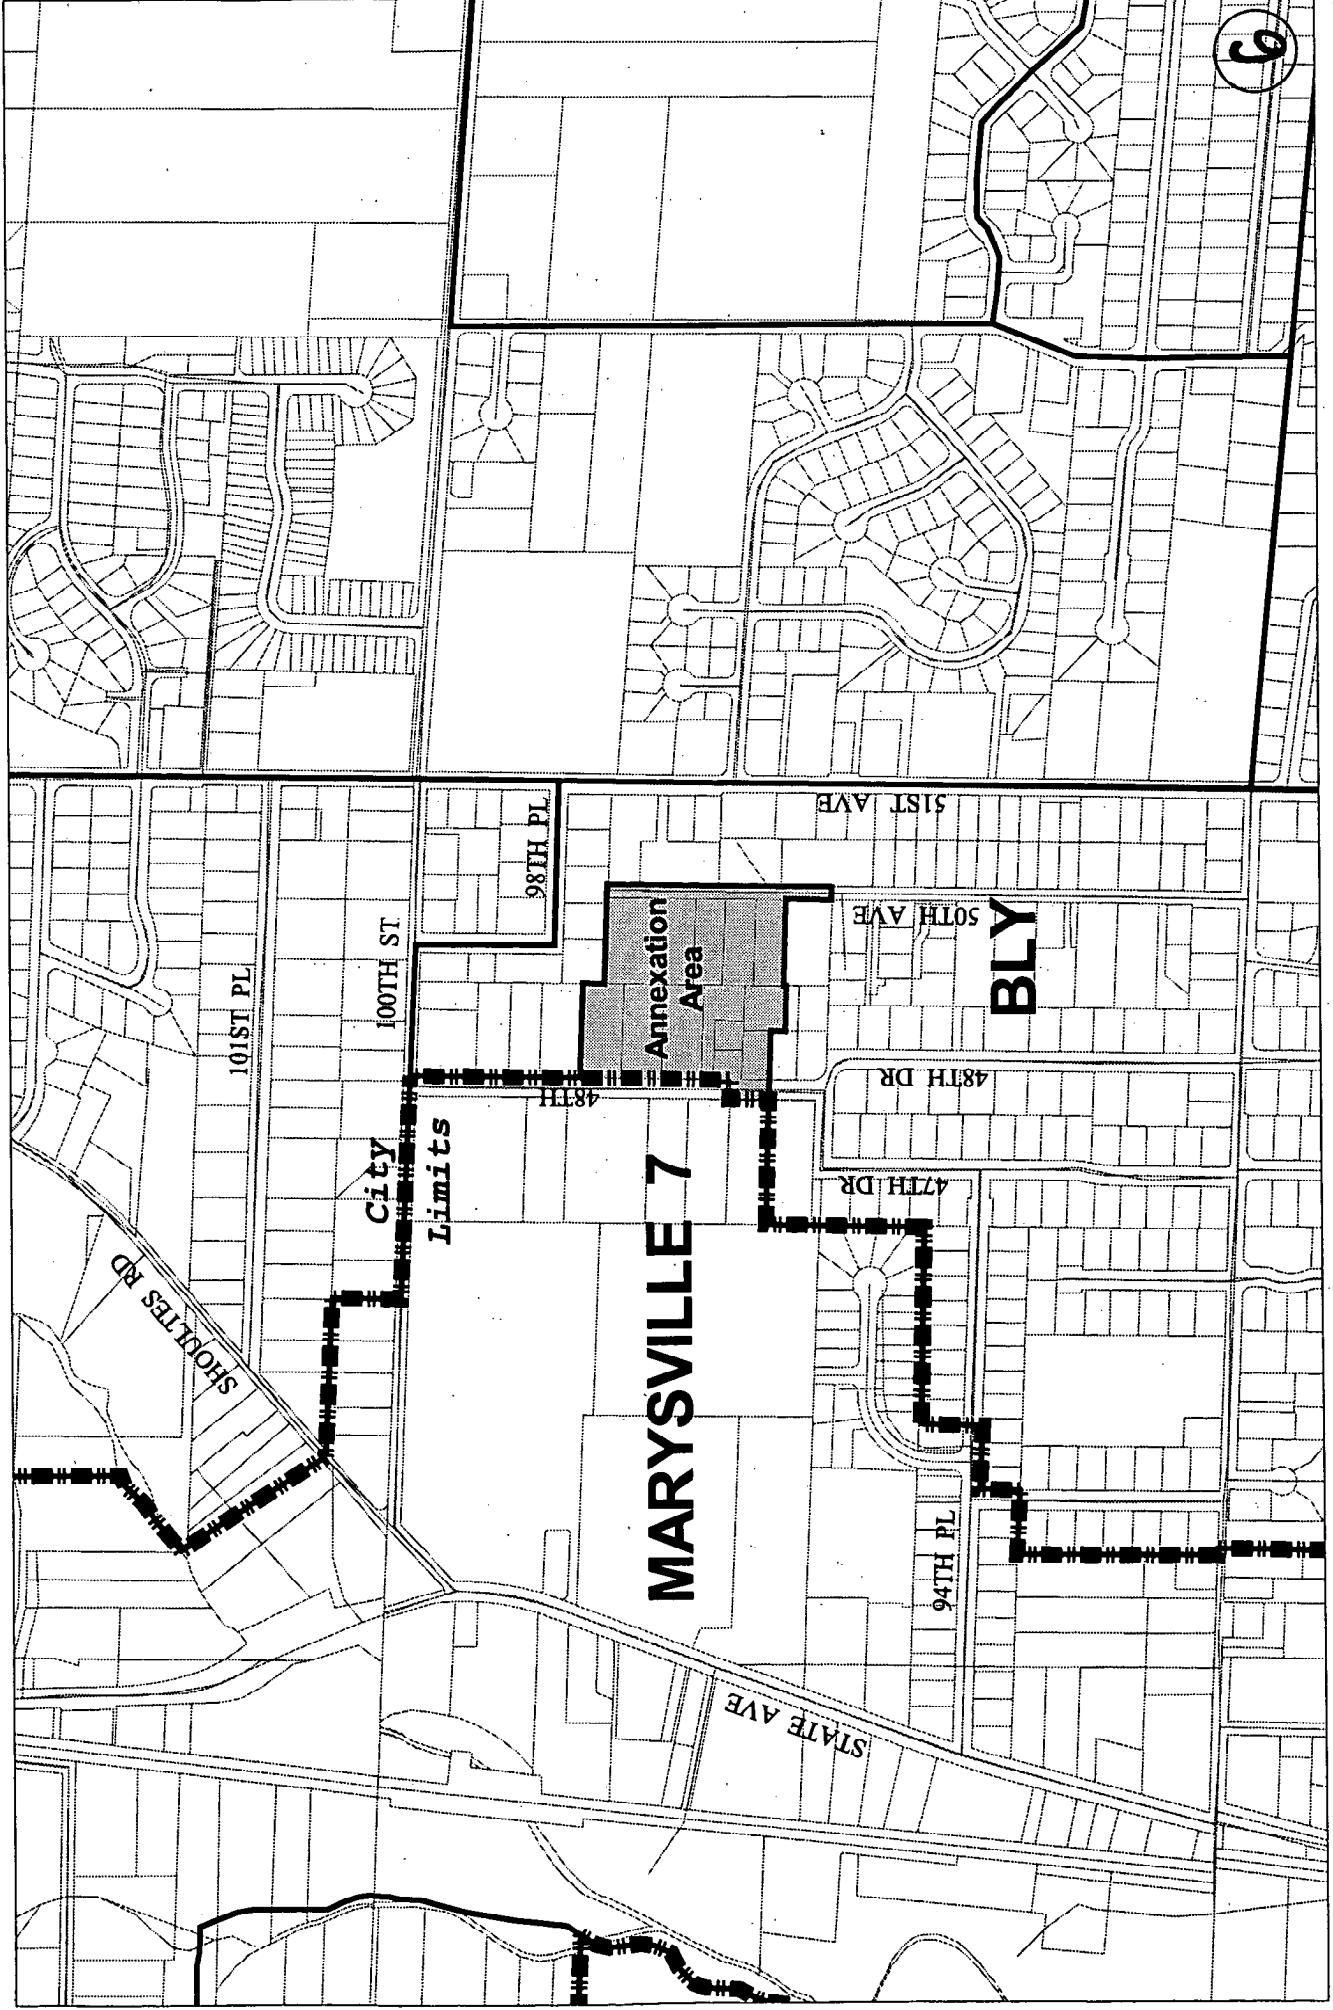 6
SHOULTES RD
101ST PL
100TH ST
98TH PL
City
Limits
48TH
Annexation
Area
51ST AVE
50TH AVE
BLY
48TH DR
47TH DR
MARYSVILLE 7
94TH PL
STATE AVE